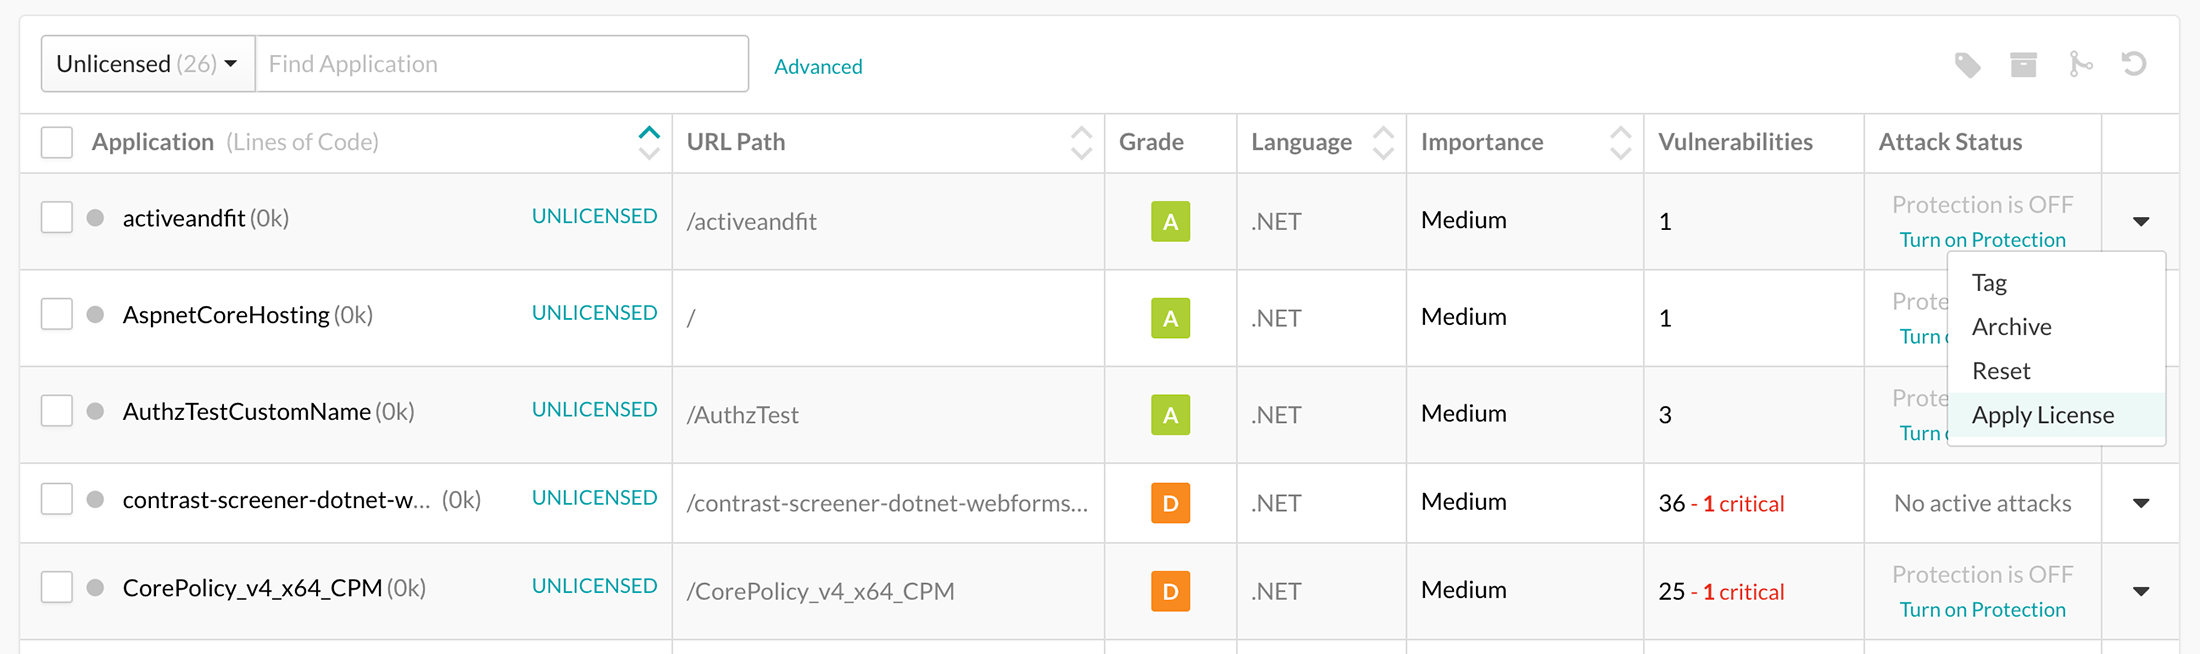 Unlicensed (26) Find Application Advanced
Application (Lines of Code) URL Path Grade Language Importance Vulnerabilities Attack Status
activeandfit (0k) UNLICENSED /activeandfit A .NET Medium 1 Protection is OFF
Turn on Protection
AspnetCoreHosting (0k) UNLICENSED / A .NET Medium 1 Prote
Turn
AuthzTestCustomName (0k) UNLICENSED /AuthzTest A .NET Medium 3 Prote
Turn
Tag
Archive
Reset
Apply License
contrast-screener-dotnet-w... (0k) UNLICENSED /contrast-screener-dotnet-webforms... D .NET Medium 36 - 1 critical No active attacks
CorePolicy_v4_x64_CPM (0k) UNLICENSED /CorePolicy_v4_x64_CPM D .NET Medium 25 - 1 critical Protection is OFF
Turn on Protection